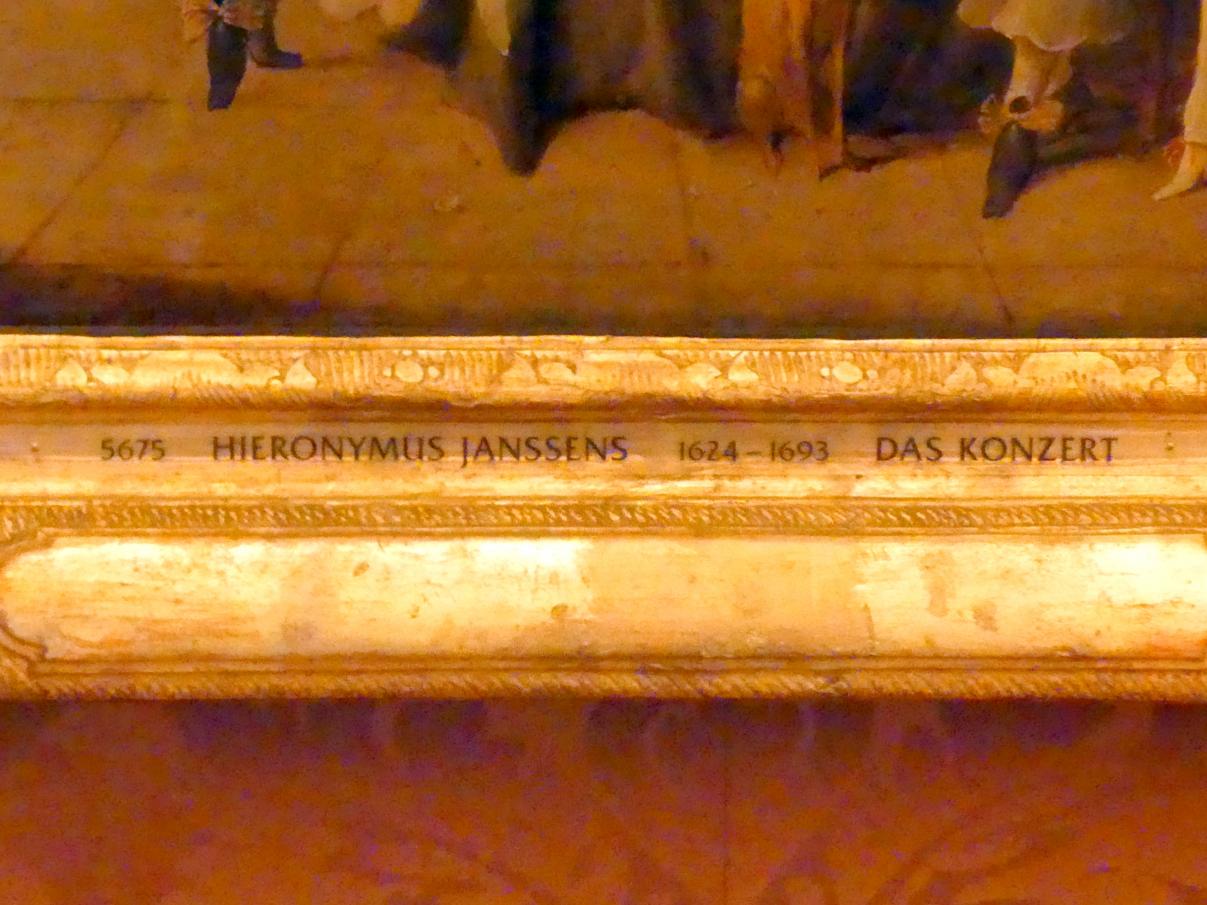 5675 HIERONYMUS JANSSENS 1624–1693 DAS KONZERT